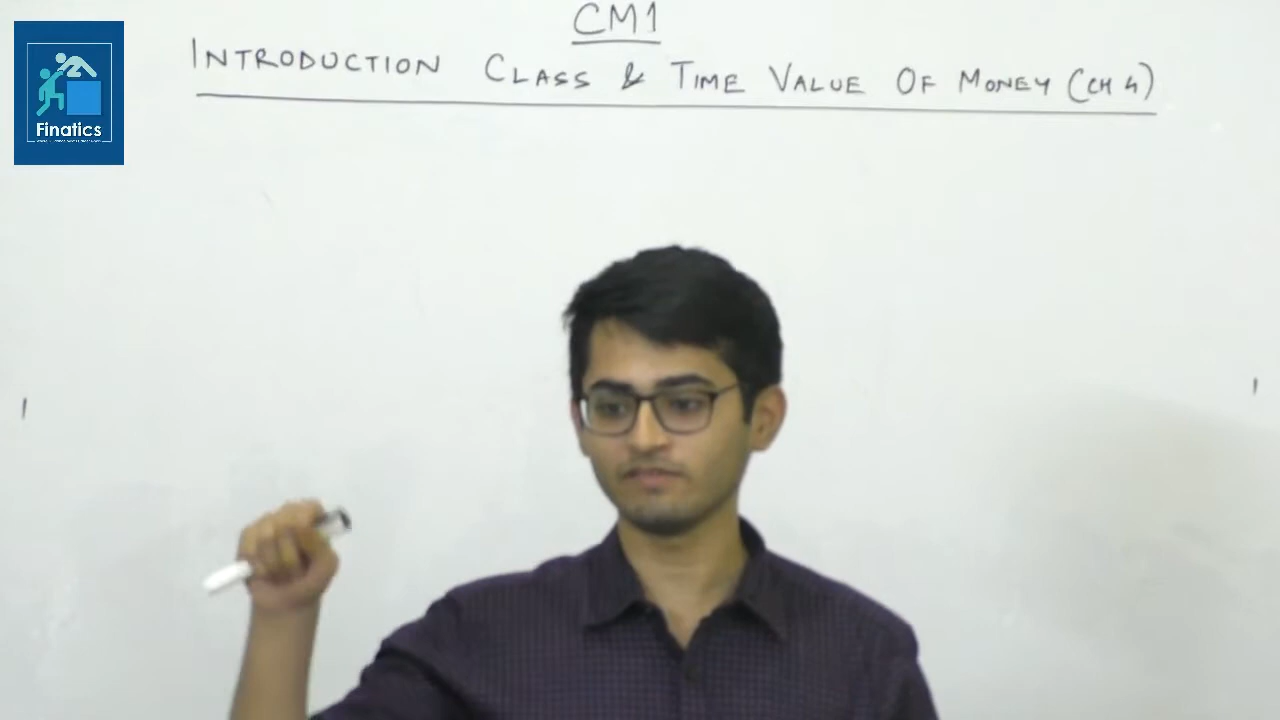 CM1
INTRODUCTION CLASS & TIME VALUE OF MONEY (CH 4)
Finatics